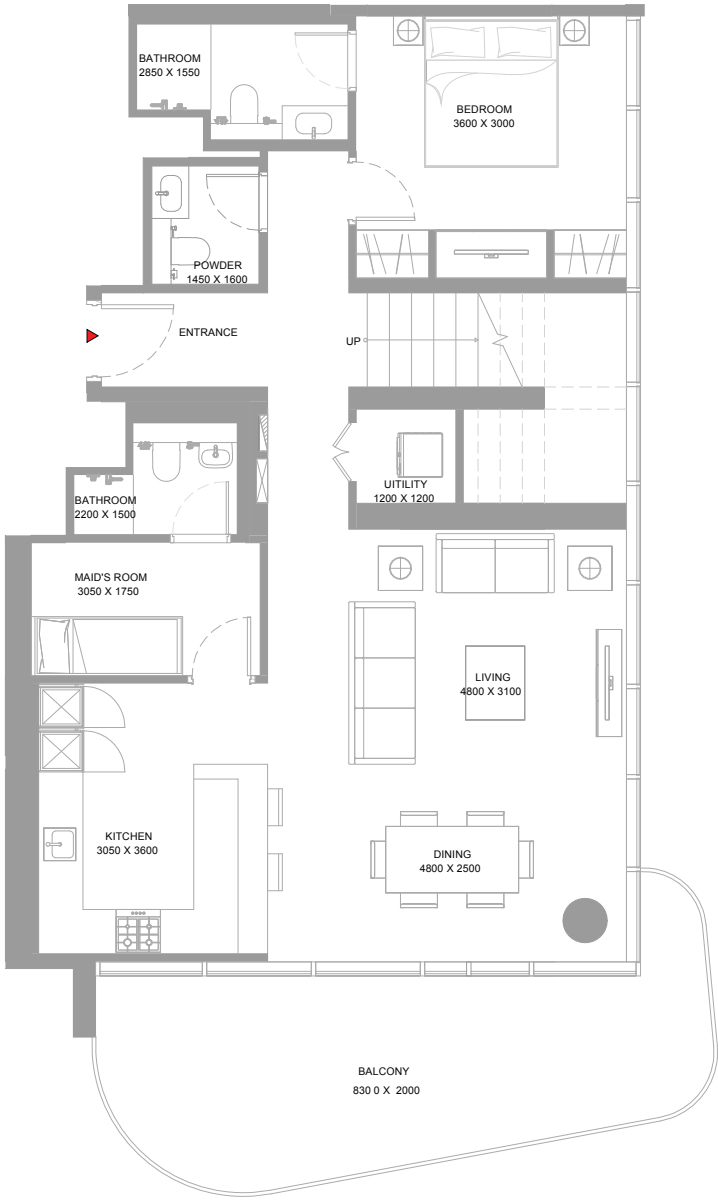 BATHROOM
2850 X 1550
BEDROOM
3600 X 3000
POWDER
1450 X 1600
ENTRANCE
UP
UITILITY
1200 X 1200
BATHROOM
2200 X 1500
MAID'S ROOM
3050 X 1750
LIVING
4800 X 3100
KITCHEN
3050 X 3600
DINING
4800 X 2500
BALCONY
830 0 X 2000